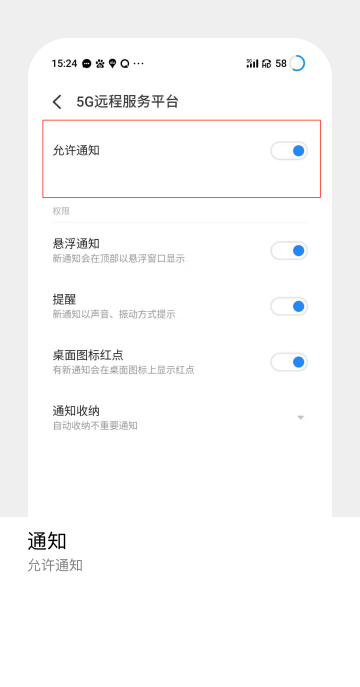 15:24 58
5G远程服务平台
允许通知
权限
悬浮通知
新通知会在顶部以悬浮窗口显示
提醒
新通知以声音、振动方式提示
桌面图标红点
有新通知会在桌面图标上显示红点
通知收纳
自动收纳不重要通知
通知
允许通知